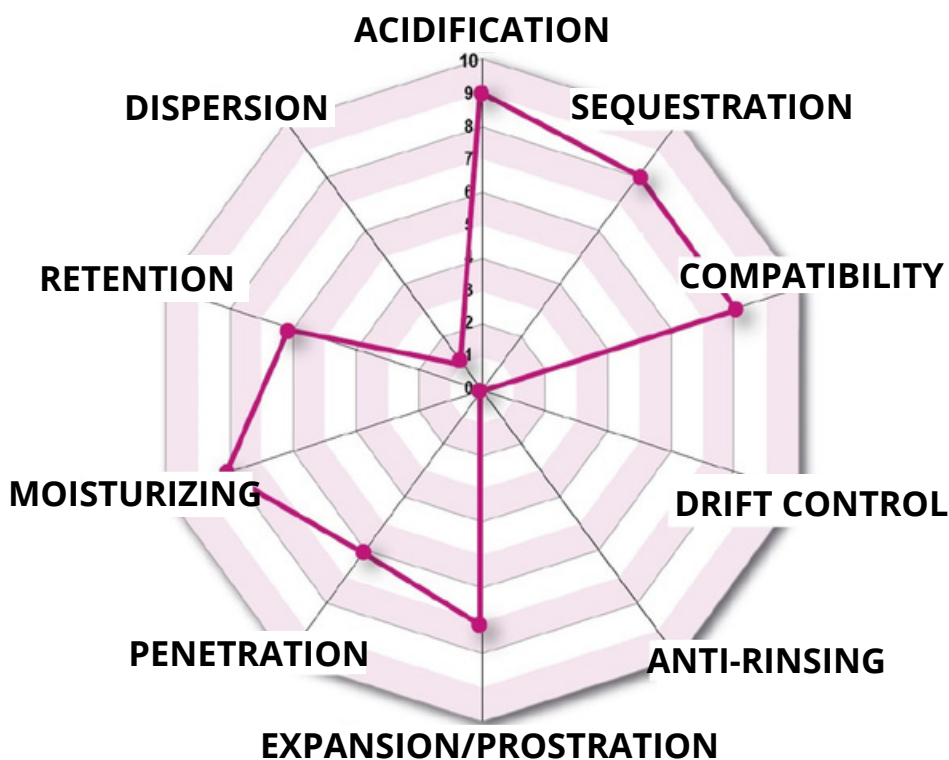 ACIDIFICATION
10
DISPERSION
9
SEQUESTRATION
8
7
6
5
4
RETENTION
COMPATIBILITY
3
2
1
0
MOISTURIZING
DRIFT CONTROL
PENETRATION
ANTI-RINSING
EXPANSION/PROSTRATION